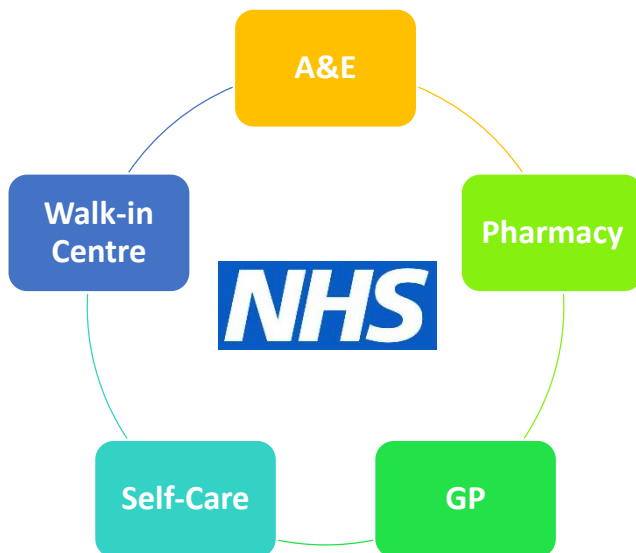 A&E
Walk-in
Centre
Pharmacy
NHS
Self-Care
GP